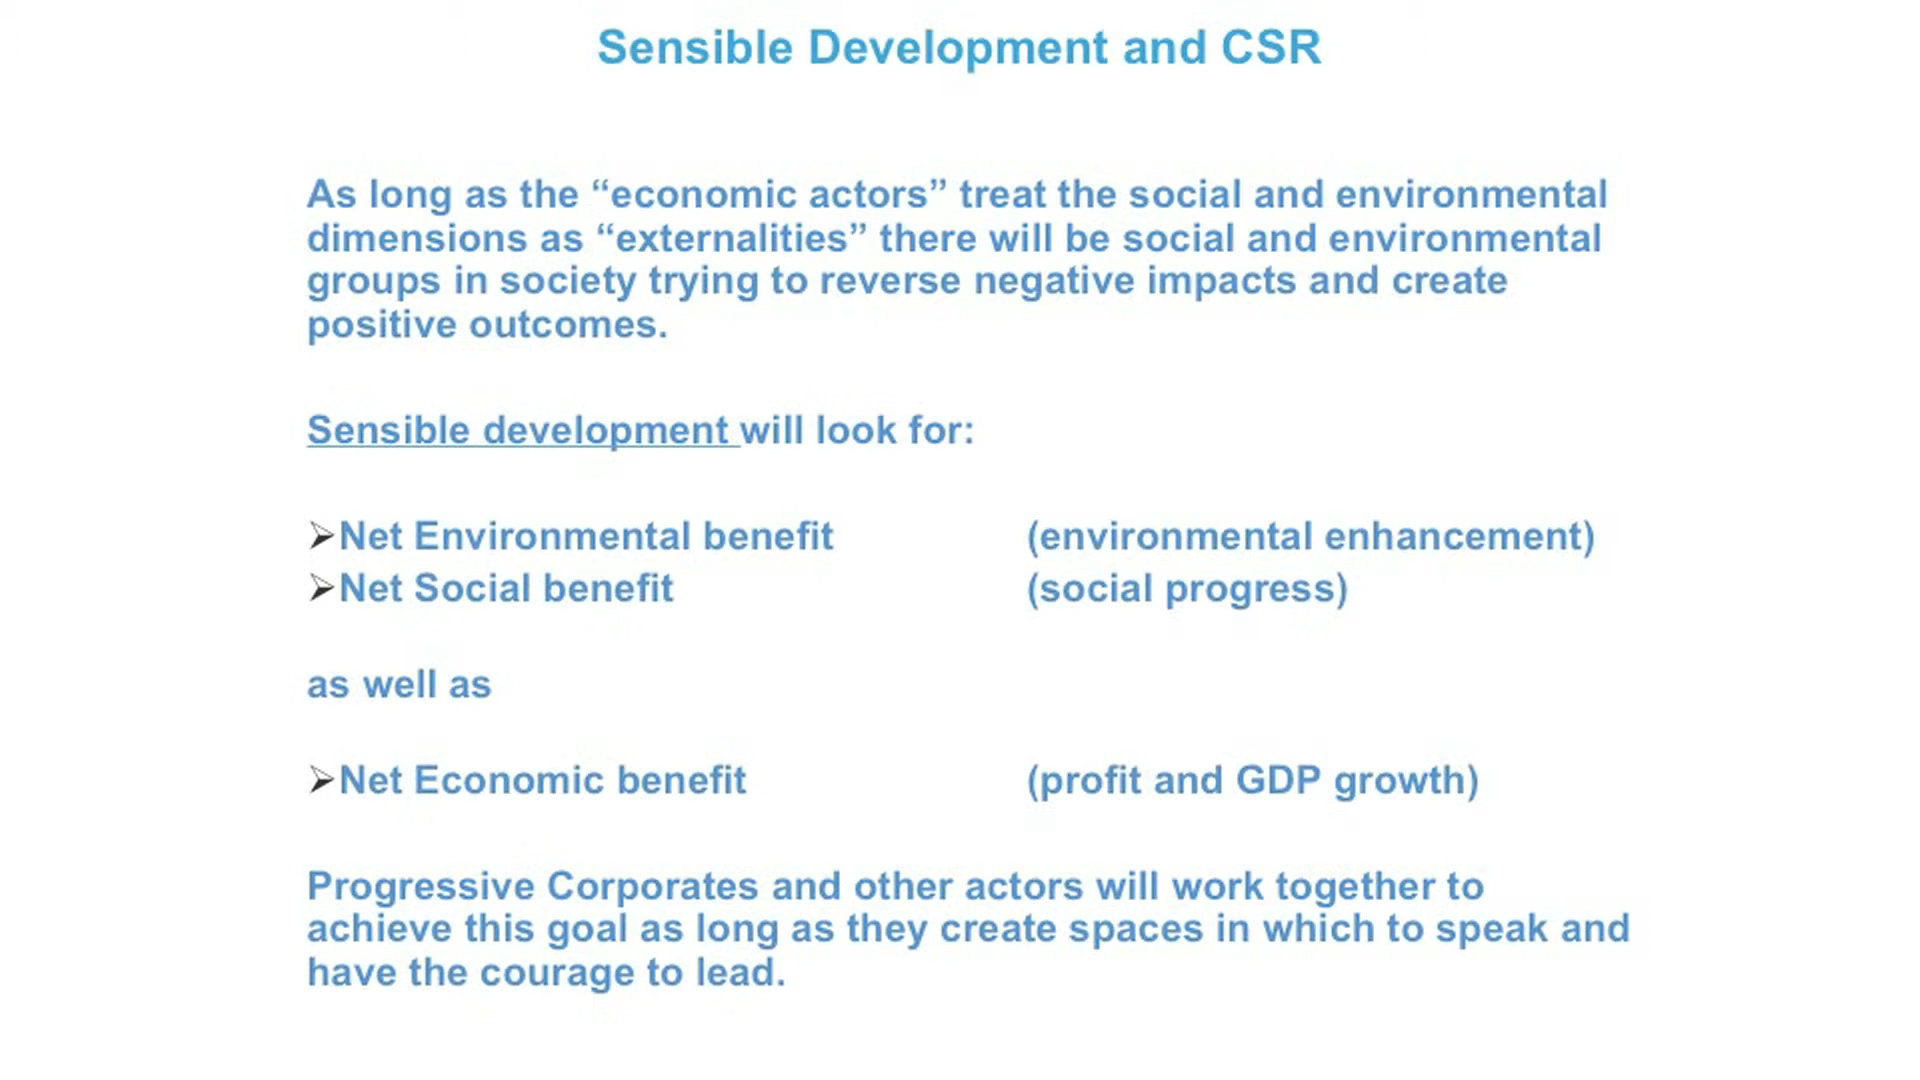 Sensible Development and CSR
As long as the “economic actors” treat the social and environmental
dimensions as “externalities” there will be social and environmental
groups in society trying to reverse negative impacts and create
positive outcomes.
Sensible development will look for:
➢Net Environmental benefit (environmental enhancement)
➢Net Social benefit (social progress)
as well as
➢Net Economic benefit (profit and GDP growth)
Progressive Corporates and other actors will work together to
achieve this goal as long as they create spaces in which to speak and
have the courage to lead.